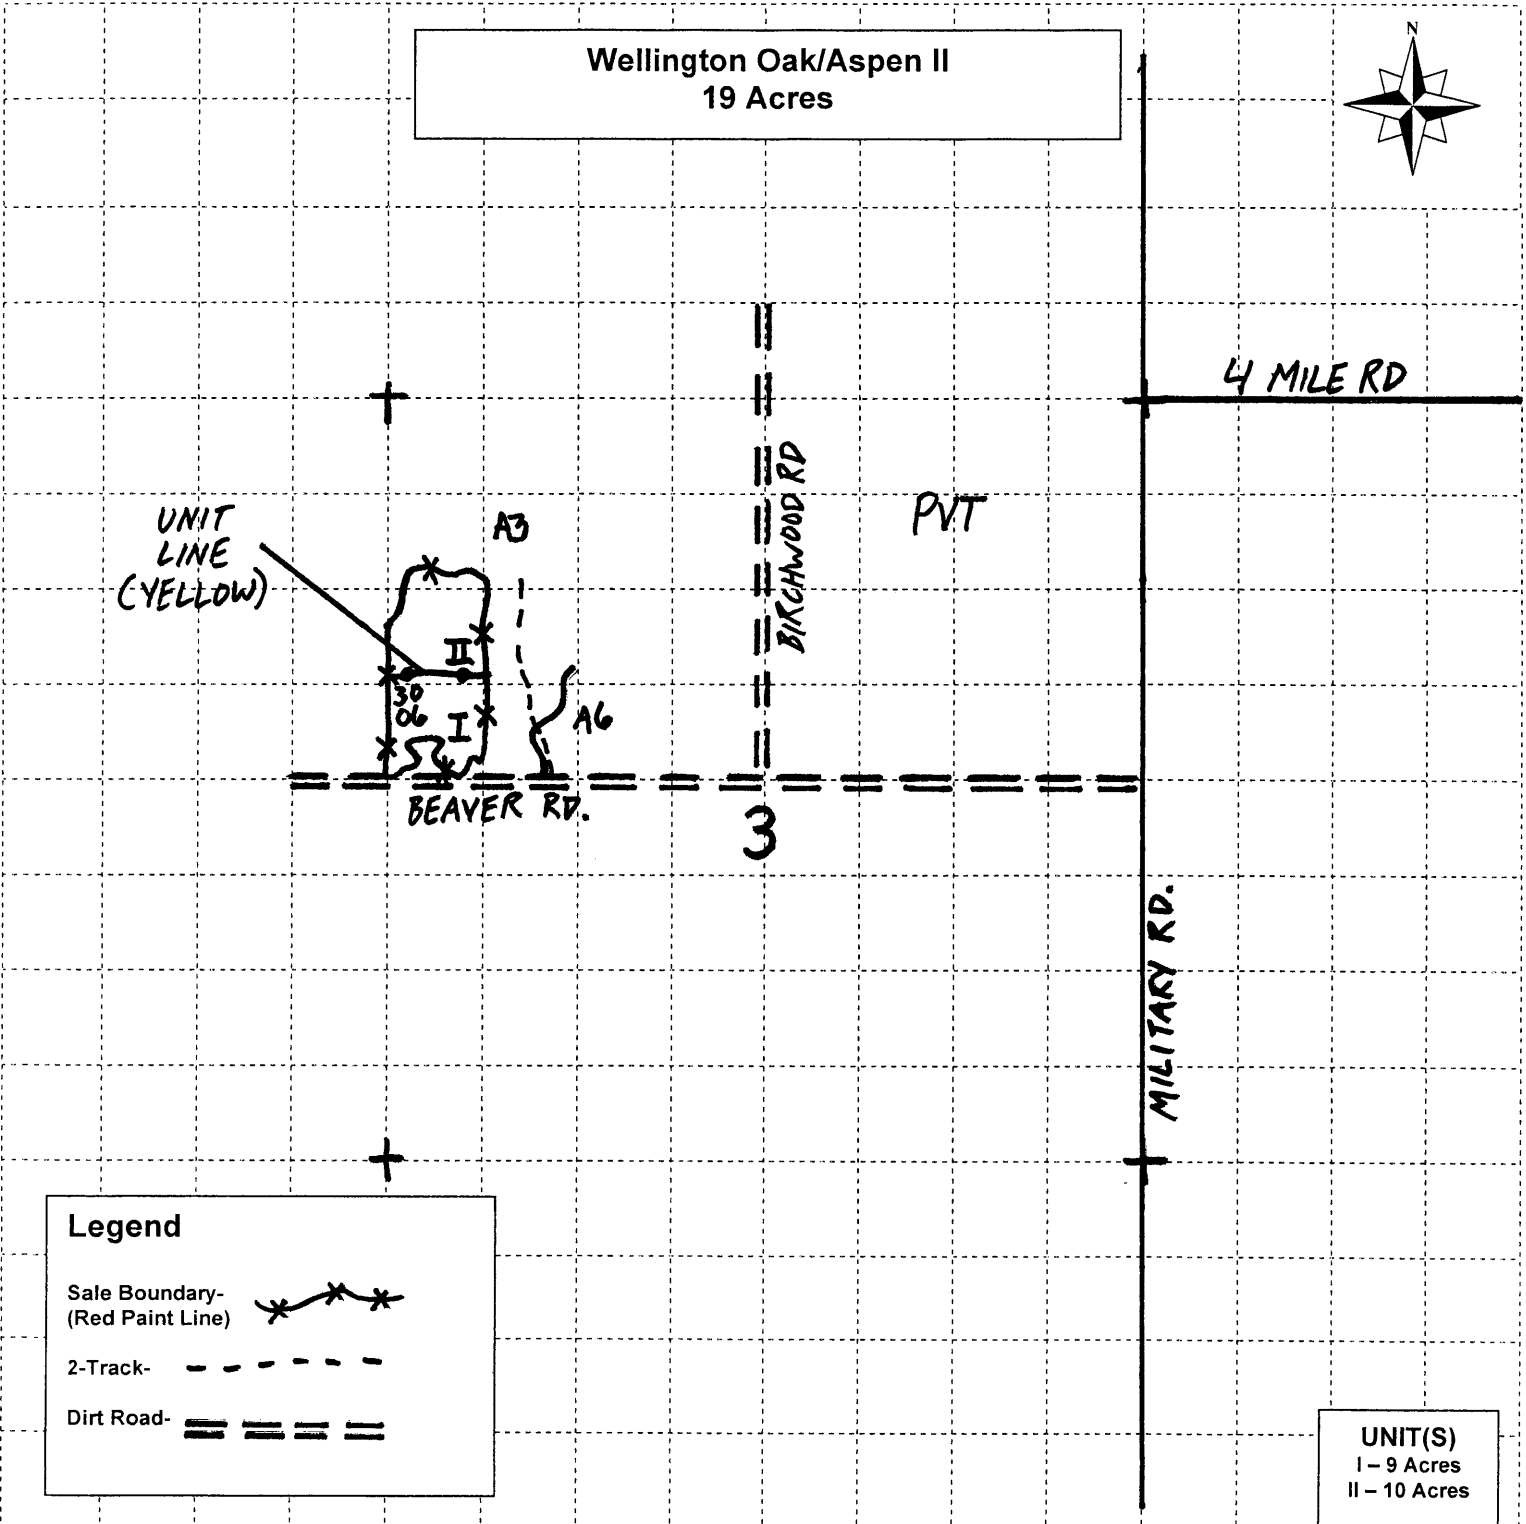 Wellington Oak/Aspen II
19 Acres
N
4 MILE RD
BIRCHWOOD RD
PVT
UNIT
LINE
(YELLOW)
A3
II
30
06
I
A6
BEAVER RD.
3
MILITARY RD.
Legend
Sale Boundary-
(Red Paint Line)
2-Track-
Dirt Road-
UNIT(S)
I – 9 Acres
II – 10 Acres